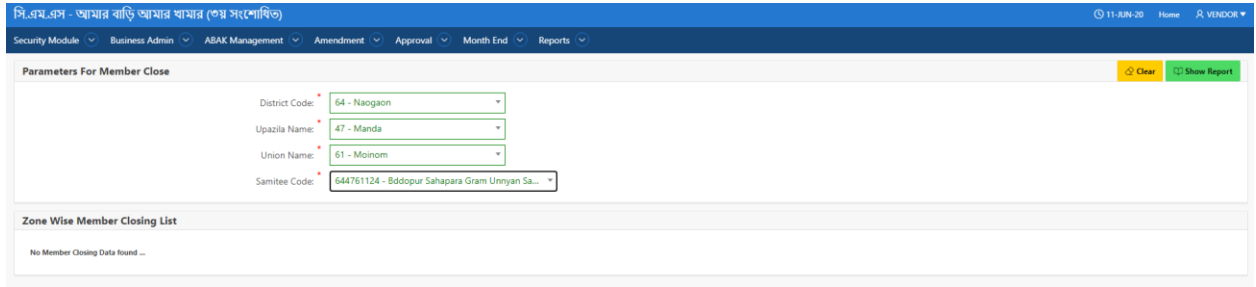 সি.এম.এস - আমার বাড়ি আমার খামার (৩য় সংশোধিত) 11-JUN-20 Home VENDOR
Security Module Business Admin ABAK Management Amendment Approval Month End Reports
Parameters For Member Close Clear Show Report
District Code: * 64 - Naogaon
Upazila Name: * 47 - Manda
Union Name: * 61 - Moinom
Samitee Code: * 644761124 - Bddopur Sahapara Gram Unnyan Sa...
Zone Wise Member Closing List
No Member Closing Data found ...